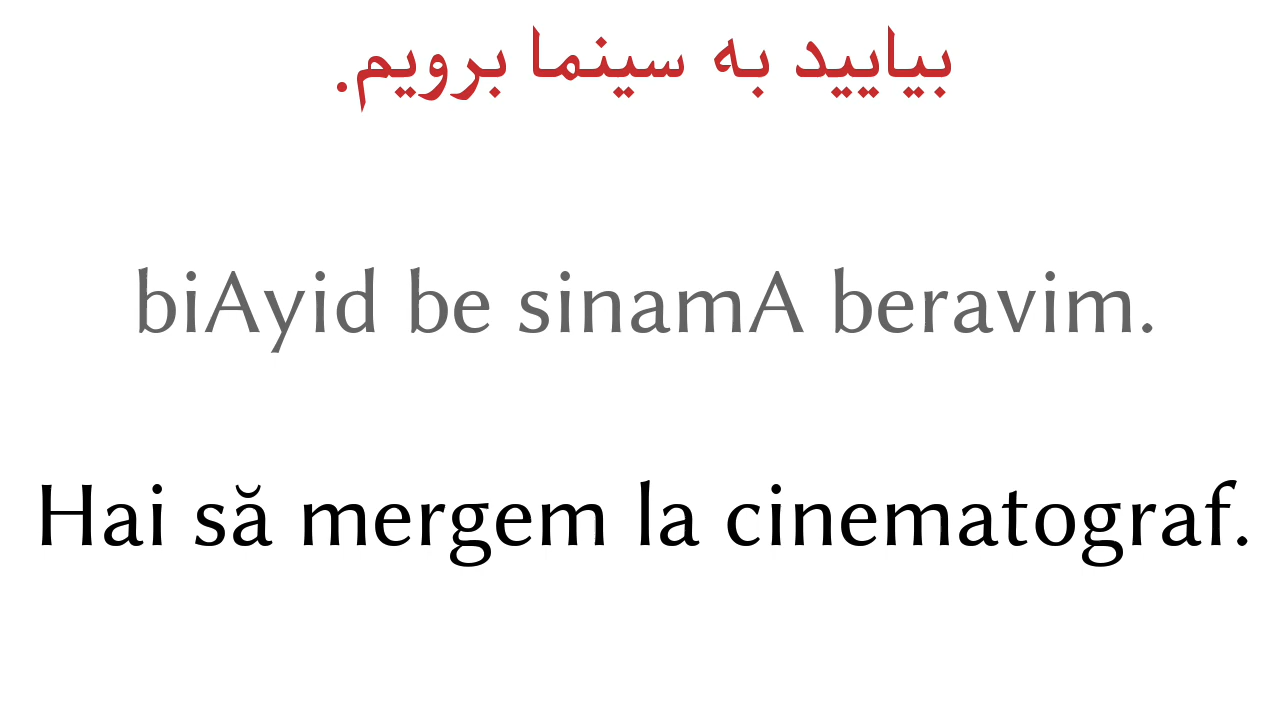 بیایید به سینما برویم.
biAyid be sinamA beravim.
Hai să mergem la cinematograf.